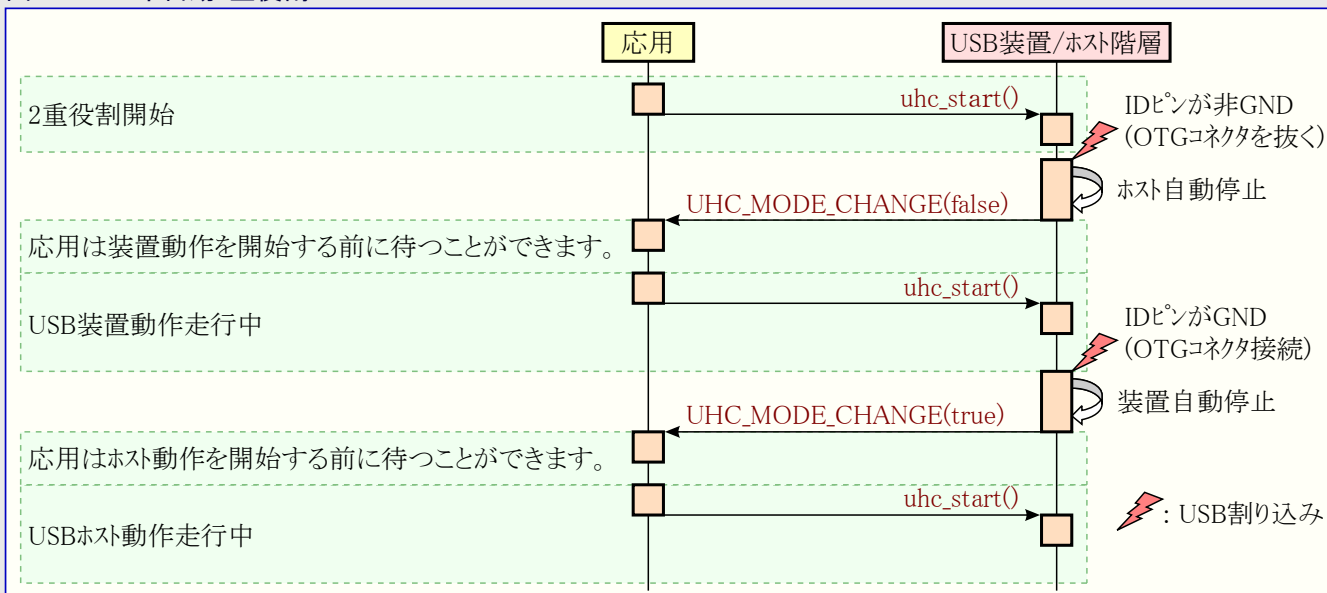 応用
USB装置/ホスト階層
2重役割開始
uhc_start()
IDピンが非GND
(OTGコネクタを抜く)
ホスト自動停止
UHC_MODE_CHANGE(false)
応用は装置動作を開始する前に待つことができます。
uhc_start()
USB装置動作走行中
IDピンがGND
(OTGコネクタ接続)
装置自動停止
UHC_MODE_CHANGE(true)
応用はホスト動作を開始する前に待つことができます。
uhc_start()
: USB割り込み
USBホスト動作走行中